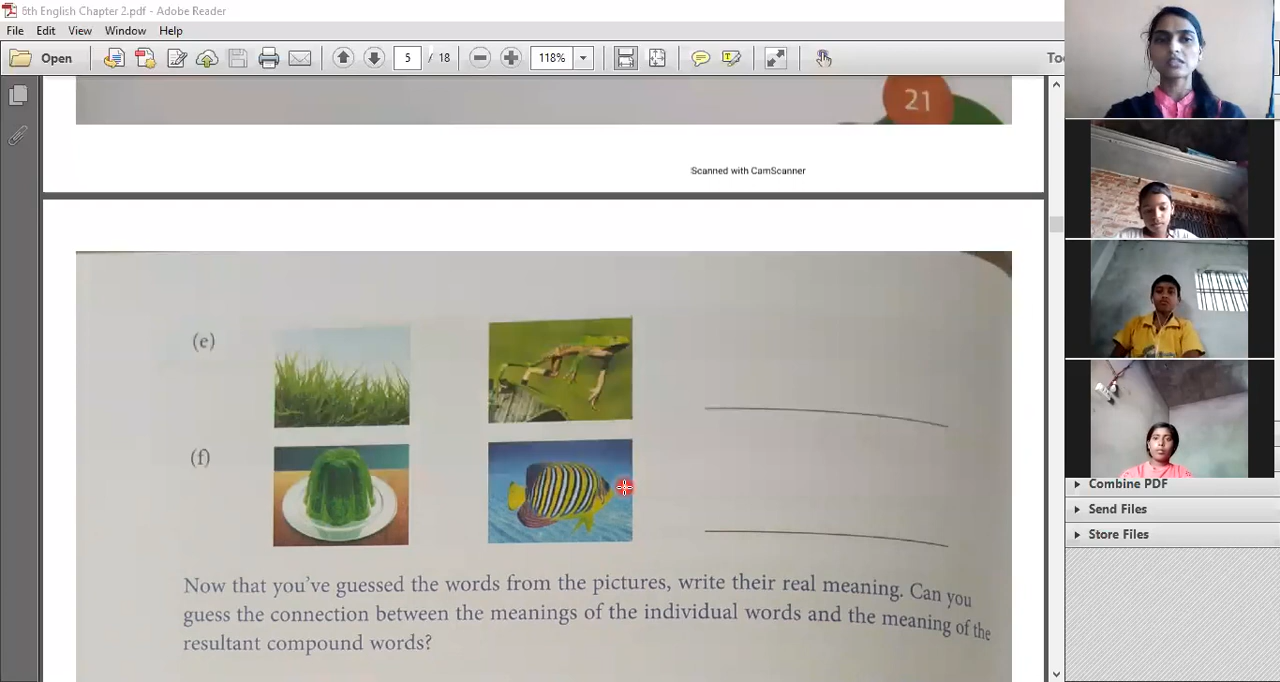 6th English Chapter 2.pdf - Adobe Reader
File Edit View Window Help
Open 5 / 18 118%
21
Scanned with CamScanner
(e)
(f)
Now that you've guessed the words from the pictures, write their real meaning. Can you
guess the connection between the meanings of the individual words and the meaning of the
resultant compound words?
Combine PDF
Send Files
Store Files